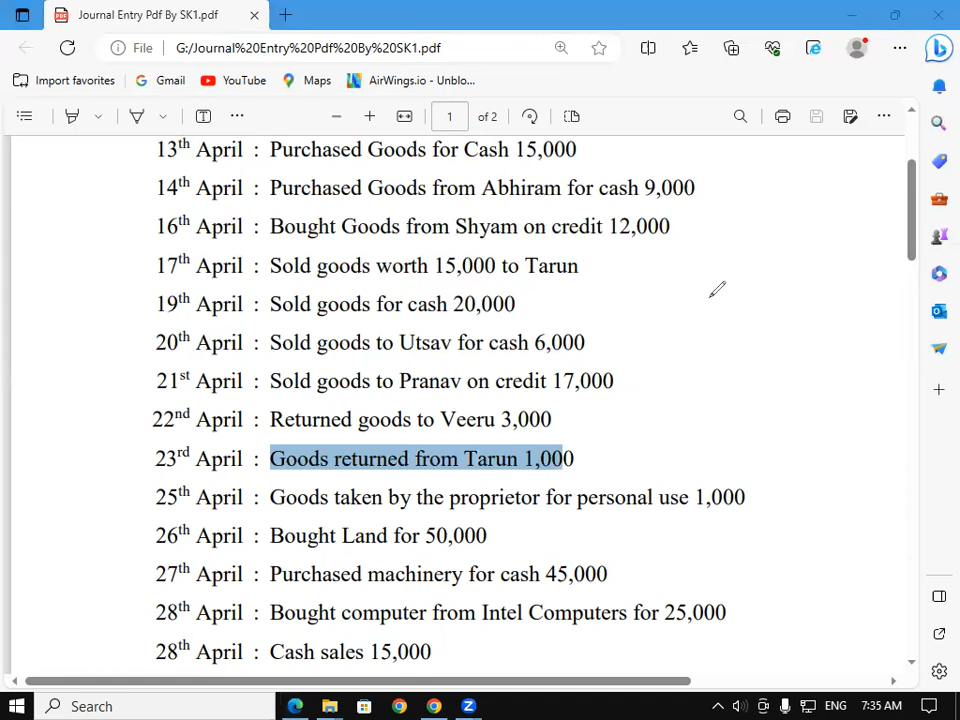 Journal Entry Pdf By SK1.pdf
File G:/Journal%20Entry%20Pdf%20By%20SK1.pdf
Import favorites Gmail YouTube Maps AirWings.io - Unblo...
1 of 2
13th April : Purchased Goods for Cash 15,000
14th April : Purchased Goods from Abhiram for cash 9,000
16th April : Bought Goods from Shyam on credit 12,000
17th April : Sold goods worth 15,000 to Tarun
19th April : Sold goods for cash 20,000
20th April : Sold goods to Utsav for cash 6,000
21st April : Sold goods to Pranav on credit 17,000
22nd April : Returned goods to Veeru 3,000
23rd April : Goods returned from Tarun 1,000
25th April : Goods taken by the proprietor for personal use 1,000
26th April : Bought Land for 50,000
27th April : Purchased machinery for cash 45,000
28th April : Bought computer from Intel Computers for 25,000
28th April : Cash sales 15,000
Search ENG 7:35 AM